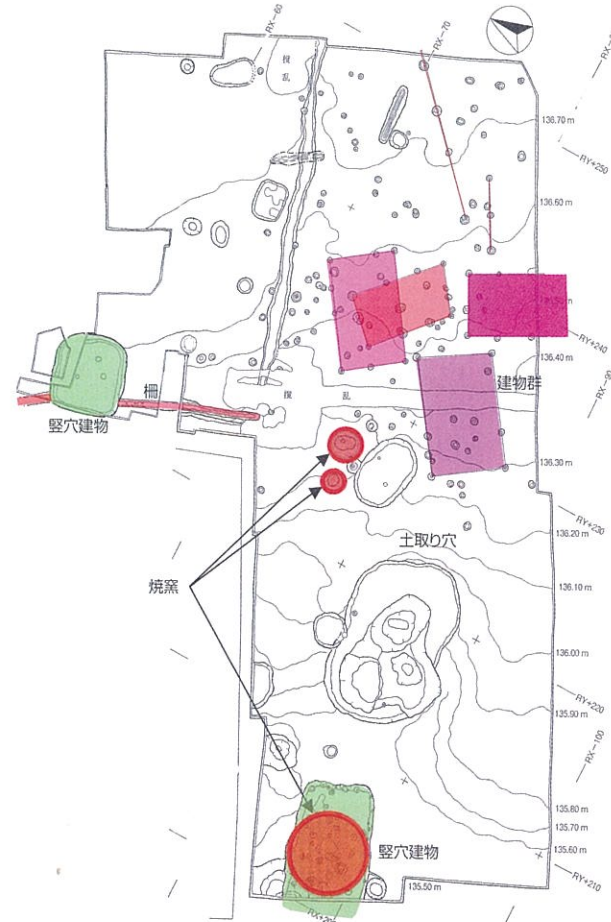 RX-60
RX-70
撹
乱
136.70 m
RY+250
136.60 m
RY+240
136.40 m
建物群
柵
竪穴建物
撹
乱
136.30 m
RY+230
136.20 m
土取り穴
136.10 m
焼窯
136.00 m
RY+220
135.90 m
RX-100
135.80 m
135.70 m
135.60 m
竪穴建物
RY+210
135.50 m